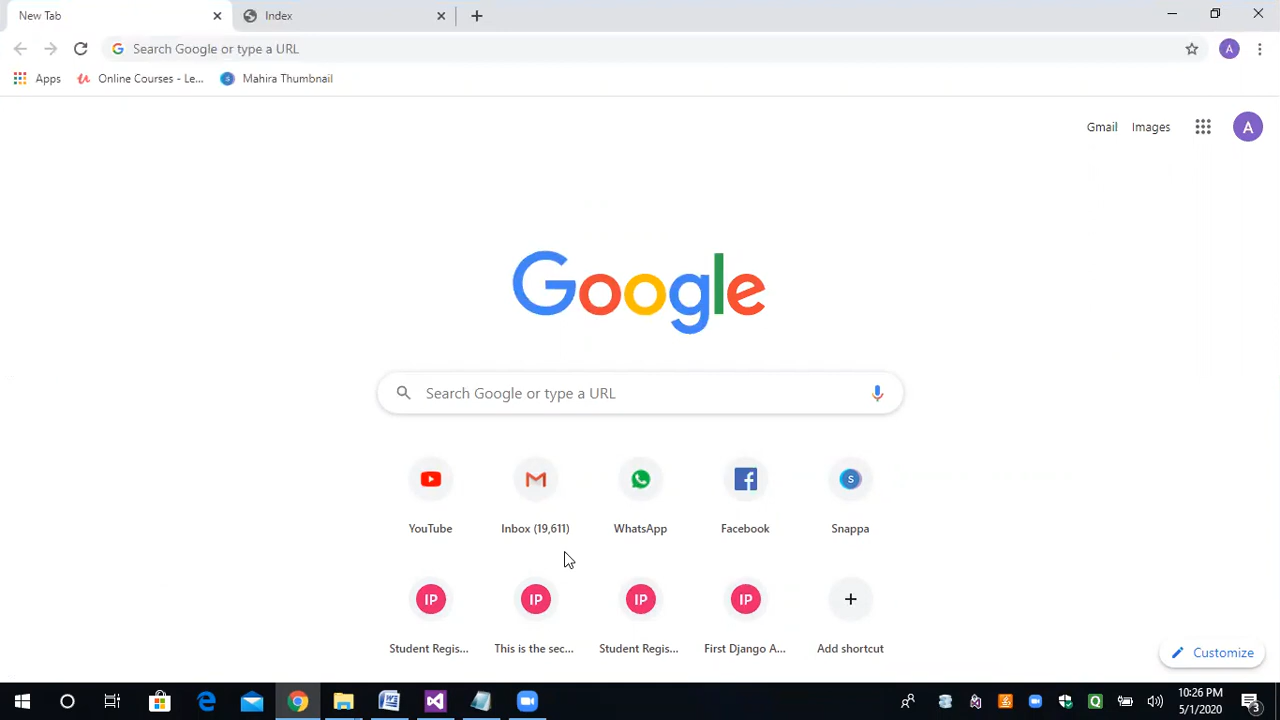 New Tab
Index
Search Google or type a URL
A
Apps
Online Courses - Le...
Mahira Thumbnail
Gmail Images
A
Google
Search Google or type a URL
S
YouTube Inbox (19,611) WhatsApp Facebook Snappa
IP IP IP IP
Student Regis... This is the sec... Student Regis... First Django A... Add shortcut
Customize
10:26 PM
5/1/2020
3